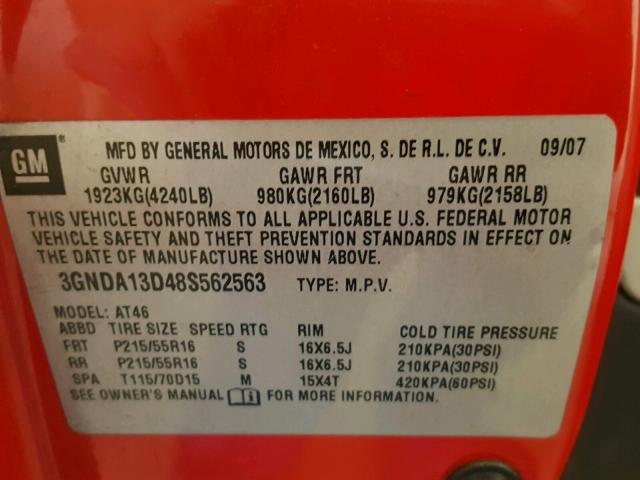 GM ®
MFD BY GENERAL MOTORS DE MEXICO, S. DE R.L. DE C.V. 09/07
GVWR GAWR FRT GAWR RR
1923KG(4240LB) 980KG(2160LB) 979KG(2158LB)
THIS VEHICLE CONFORMS TO ALL APPLICABLE U.S. FEDERAL MOTOR
VEHICLE SAFETY AND THEFT PREVENTION STANDARDS IN EFFECT ON
THE DATE OF MANUFACTURE SHOWN ABOVE.
3GNDA13D48S562563 TYPE: M.P.V.
MODEL: AT46
ABBD TIRE SIZE SPEED RTG RIM COLD TIRE PRESSURE
FRT P215/55R16 S 16X6.5J 210KPA(30PSI)
RR P215/55R16 S 16X6.5J 210KPA(30PSI)
SPA T115/70D15 M 15X4T 420KPA(60PSI)
SEE OWNER'S MANUAL FOR MORE INFORMATION.